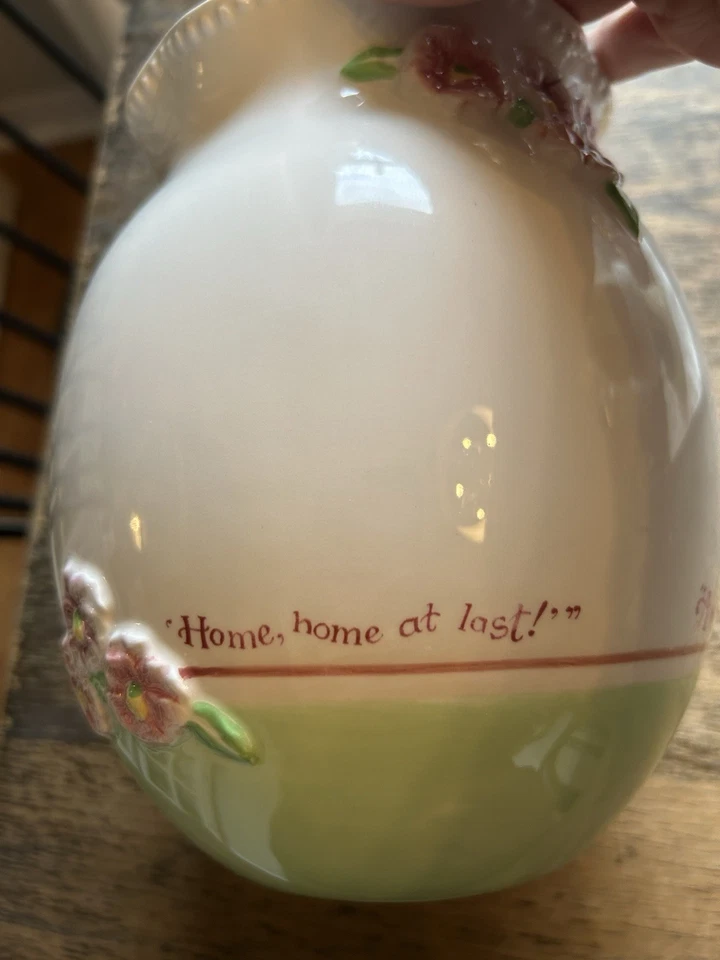 ‘Home, home at last!’”